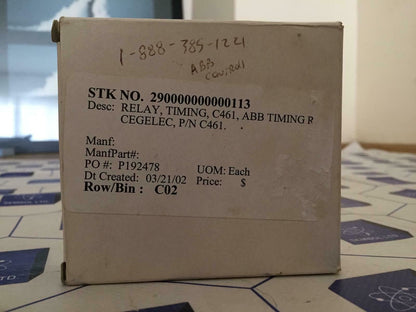 1-888-385-1221
ABB
control
STK NO. 290000000000113
Desc: RELAY, TIMING, C461, ABB TIMING R
CEGELEC, P/N C461.
Manf:
ManfPart#:
PO #: P192478 UOM: Each
Dt Created: 03/21/02 Price: $
Row/Bin : C02
LTD.